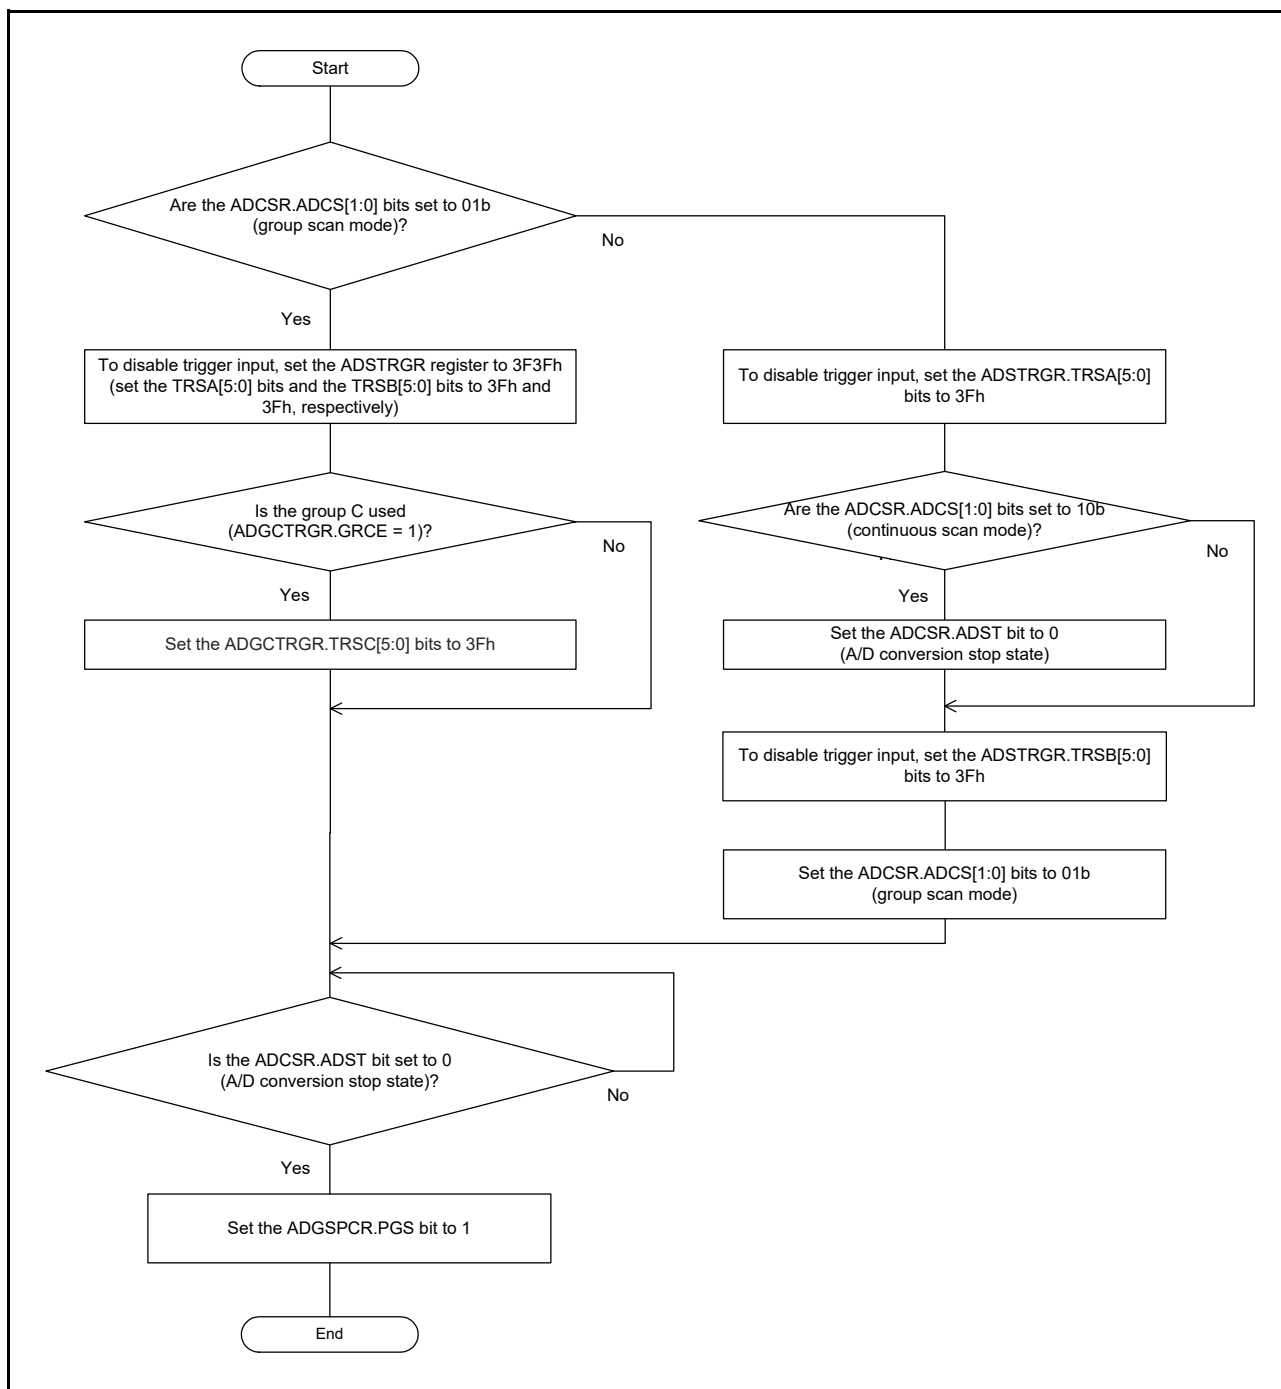 Start
Are the ADCSR.ADCS[1:0] bits set to 01b
(group scan mode)?
No
Yes
To disable trigger input, set the ADSTRGR register to 3F3Fh
(set the TRSA[5:0] bits and the TRSB[5:0] bits to 3Fh and
3Fh, respectively)
To disable trigger input, set the ADSTRGR.TRSA[5:0]
bits to 3Fh
Is the group C used
(ADGCTRGR.GRCE = 1)?
No
Yes
Are the ADCSR.ADCS[1:0] bits set to 10b
(continuous scan mode)?
No
Yes
Set the ADGCTRGR.TRSC[5:0] bits to 3Fh
Set the ADCSR.ADST bit to 0
(A/D conversion stop state)
To disable trigger input, set the ADSTRGR.TRSB[5:0]
bits to 3Fh
Set the ADCSR.ADCS[1:0] bits to 01b
(group scan mode)
Is the ADCSR.ADST bit set to 0
(A/D conversion stop state)?
No
Yes
Set the ADGSPCR.PGS bit to 1
End